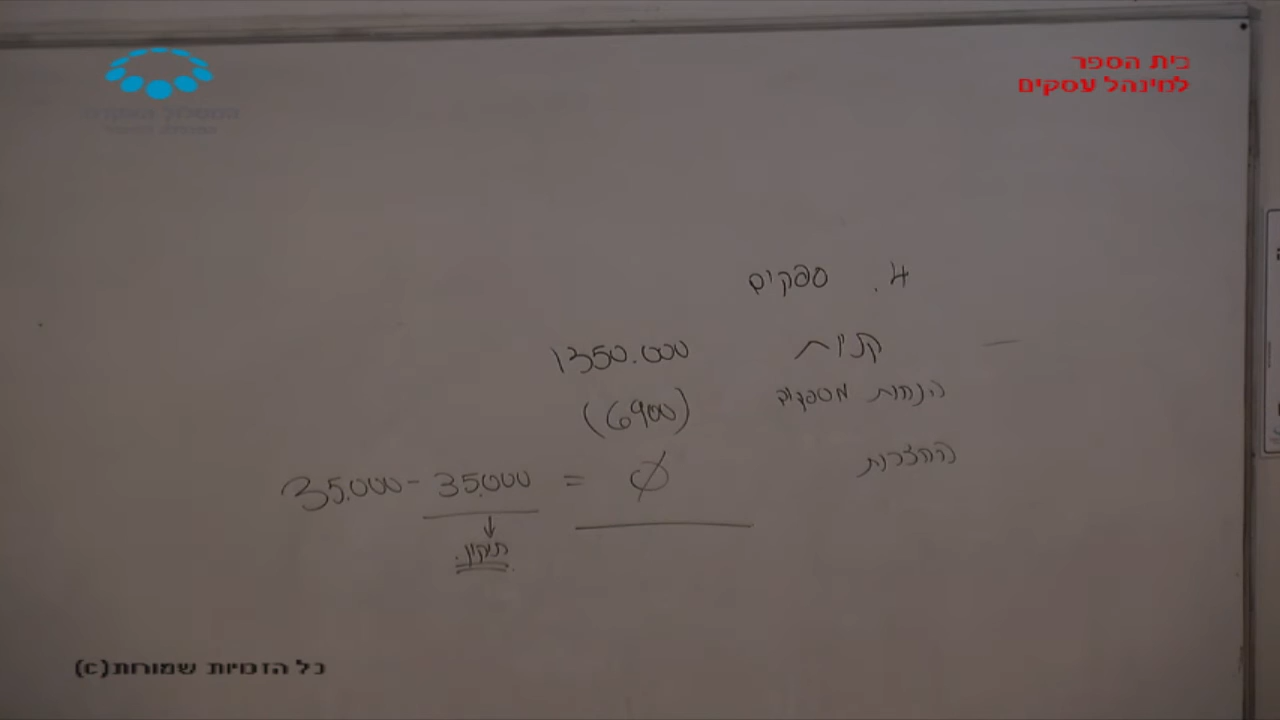 בית הספר
למינהל עסקים
4. ספקים
קניות 1350.000
הנחות מספקים (6900)
35.000 - 35.000 = 0
תיקון.
כל הזכויות שמורות(c)